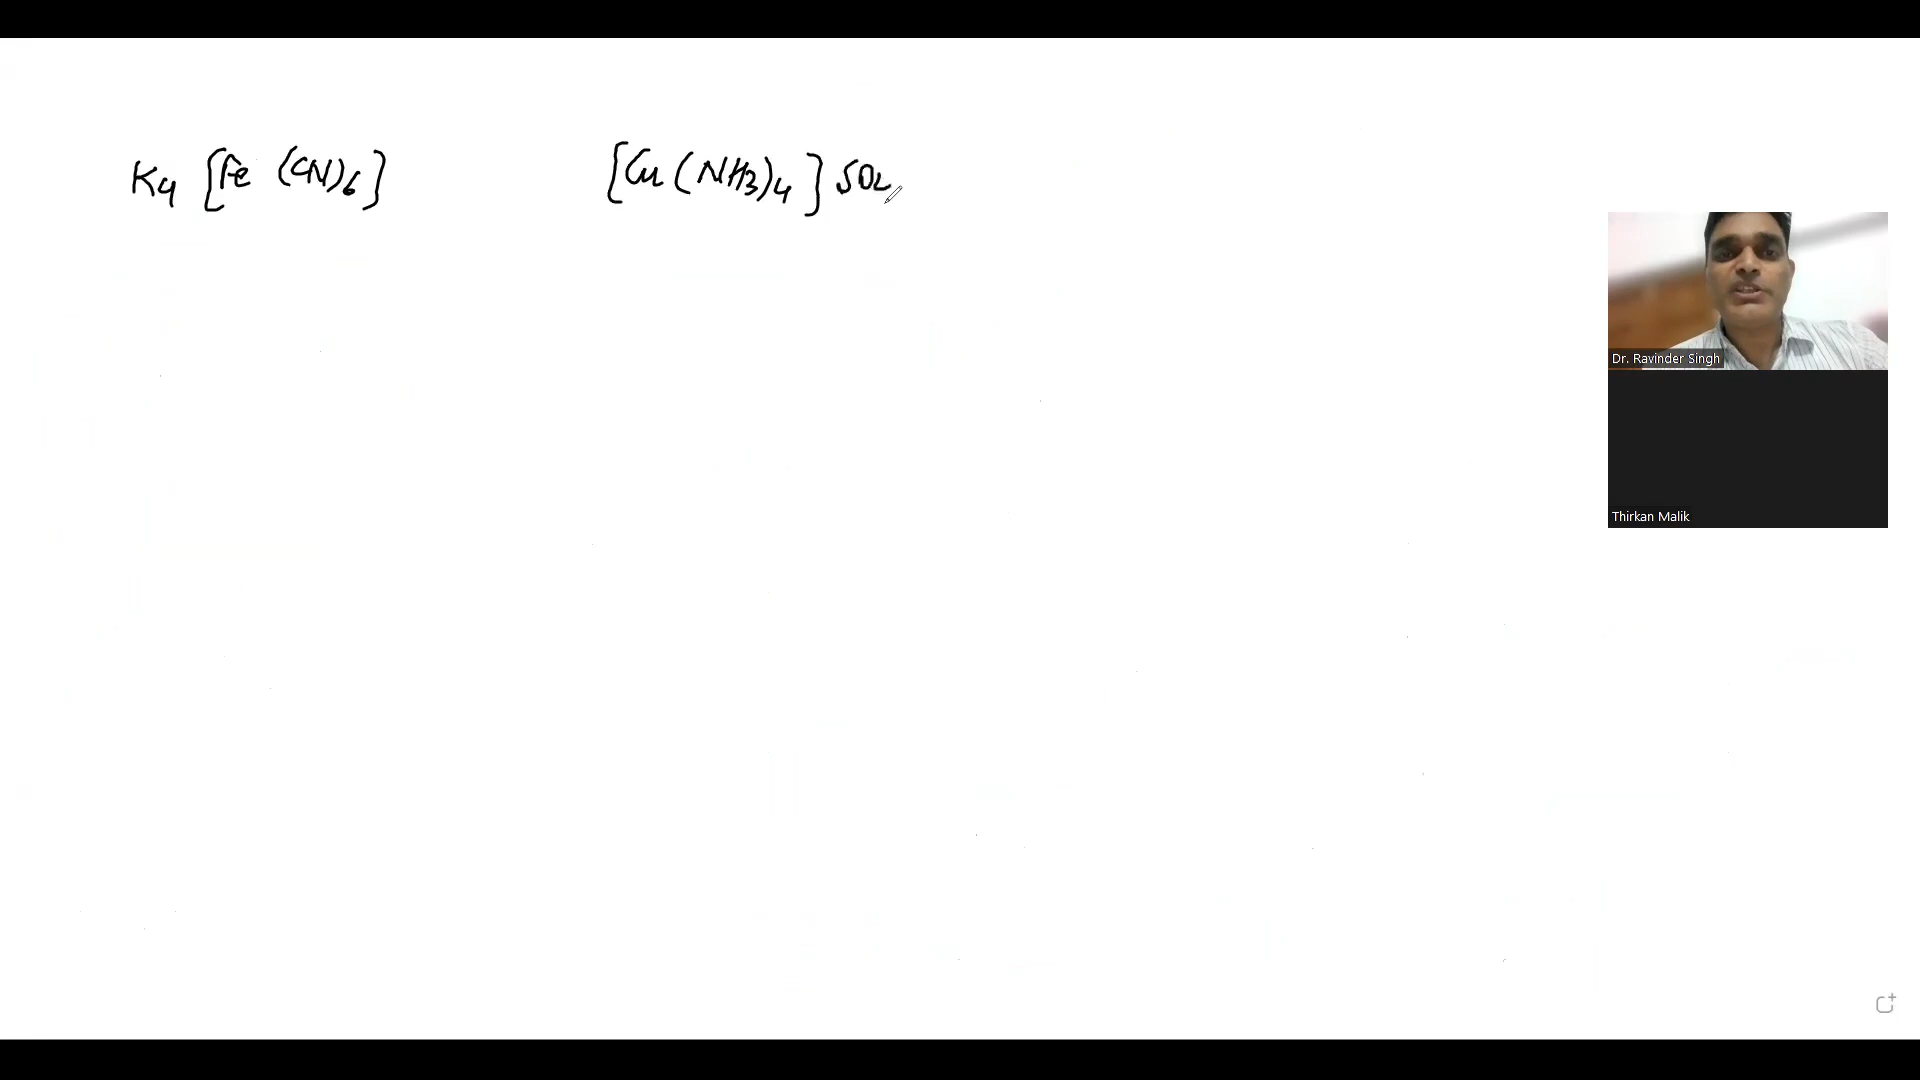 K4 [Fe (CN)6] [Cu (NH3)4] SO4
Dr. Ravinder Singh
Thirkan Malik